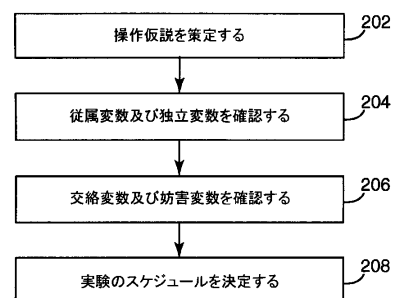 操作仮説を策定する
202
従属変数及び独立変数を確認する
204
交絡変数及び妨害変数を確認する
206
実験のスケジュールを決定する
208